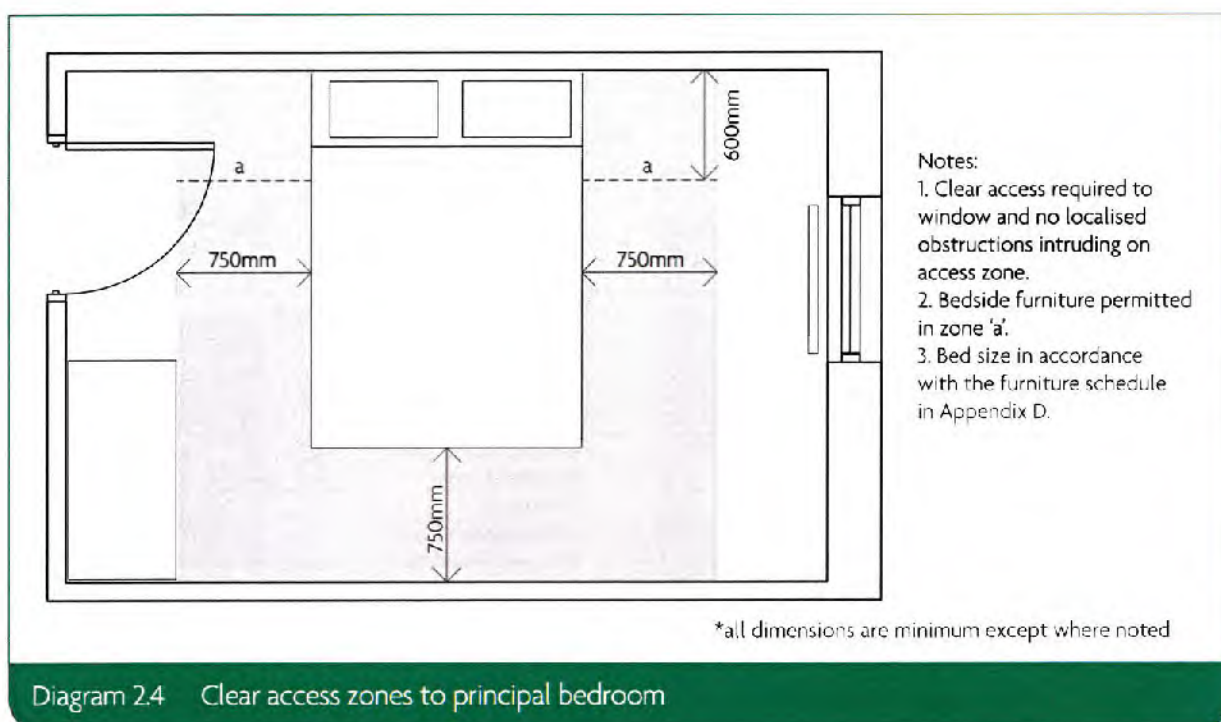 600mm
a
a
750mm
750mm
750mm
Notes:
1. Clear access required to
window and no localised
obstructions intruding on
access zone.
2. Bedside furniture permitted
in zone 'a'.
3. Bed size in accordance
with the furniture schedule
in Appendix D.
*all dimensions are minimum except where noted
Diagram 2.4 Clear access zones to principal bedroom